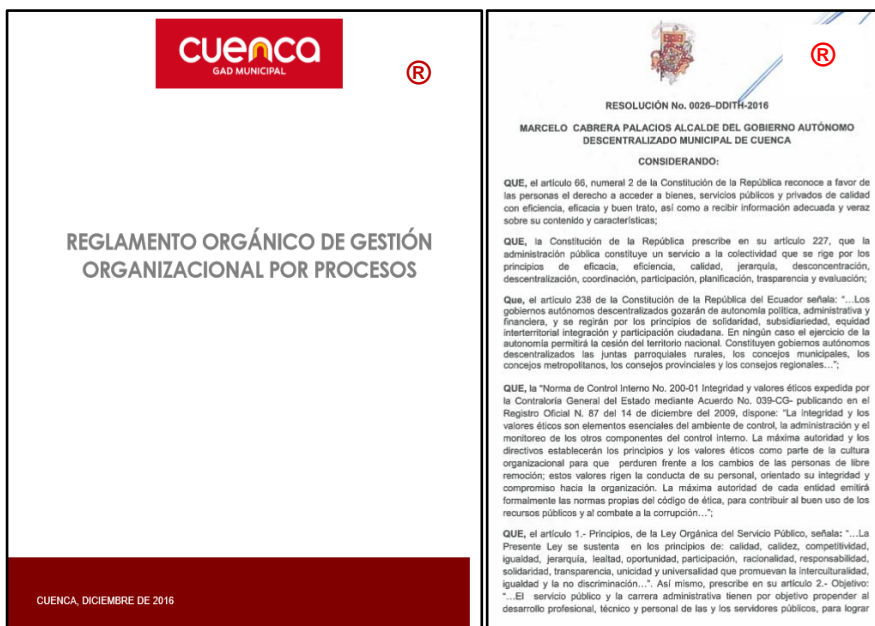 cuenca
GAD MUNICIPAL
®
REGLAMENTO ORGÁNICO DE GESTIÓN
ORGANIZACIONAL POR PROCESOS
CUENCA, DICIEMBRE DE 2016
®
RESOLUCIÓN No. 0026–DDITH-2016
MARCELO CABRERA PALACIOS ALCALDE DEL GOBIERNO AUTÓNOMO
DESCENTRALIZADO MUNICIPAL DE CUENCA
CONSIDERANDO:
QUE, el artículo 66, numeral 2 de la Constitución de la República reconoce a favor de
las personas el derecho a acceder a bienes, servicios públicos y privados de calidad
con eficiencia, eficacia y buen trato, así como a recibir información adecuada y veraz
sobre su contenido y características;
QUE, la Constitución de la República prescribe en su artículo 227, que la
administración pública constituye un servicio a la colectividad que se rige por los
principios de eficacia, eficiencia, calidad, jerarquía, desconcentración,
descentralización, coordinación, participación, planificación, trasparencia y evaluación;
Que, el artículo 238 de la Constitución de la República del Ecuador señala: "...Los
gobiernos autónomos descentralizados gozarán de autonomía política, administrativa y
financiera, y se regirán por los principios de solidaridad, subsidiariedad, equidad
interterritorial integración y participación ciudadana. En ningún caso el ejercicio de la
autonomía permitirá la cesión del territorio nacional. Constituyen gobiernos autónomos
descentralizados las juntas parroquiales rurales, los concejos municipales, los
concejos metropolitanos, los consejos provinciales y los consejos regionales...";
QUE, la "Norma de Control Interno No. 200-01 Integridad y valores éticos expedida por
la Contraloría General del Estado mediante Acuerdo No. 039-CG- publicando en el
Registro Oficial N. 87 del 14 de diciembre del 2009, dispone: "La integridad y los
valores éticos son elementos esenciales del ambiente de control, la administración y el
monitoreo de los otros componentes del control interno. La máxima autoridad y los
directivos establecerán los principios y los valores éticos como parte de la cultura
organizacional para que perduren frente a los cambios de las personas de libre
remoción; estos valores rigen la conducta de su personal, orientado su integridad y
compromiso hacia la organización. La máxima autoridad de cada entidad emitirá
formalmente las normas propias del código de ética, para contribuir al buen uso de los
recursos públicos y al combate a la corrupción...";
QUE, el artículo 1.- Principios, de la Ley Orgánica del Servicio Público, señala: "...La
Presente Ley se sustenta en los principios de: calidad, calidez, competitividad,
igualdad, jerarquía, lealtad, oportunidad, participación, racionalidad, responsabilidad,
solidaridad, transparencia, unicidad y universalidad que promuevan la interculturalidad,
igualdad y la no discriminación...". Así mismo, prescribe en su artículo 2.- Objetivo:
"...El servicio público y la carrera administrativa tienen por objetivo propender al
desarrollo profesional, técnico y personal de las y los servidores públicos, para lograr